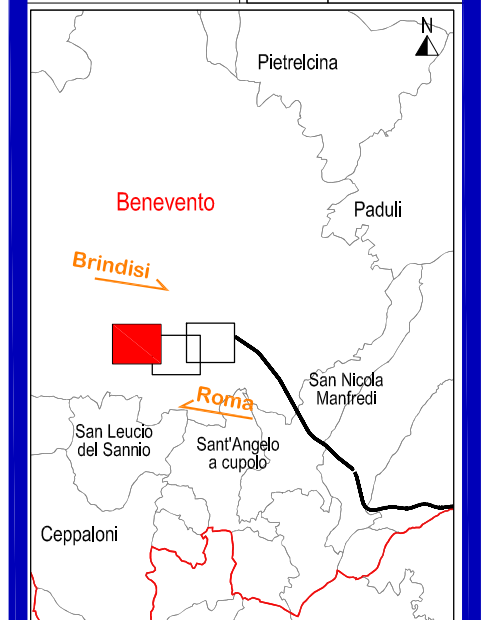 N
Pietrelcina
Benevento
Paduli
Brindisi
San Nicola
Manfredi
Roma
San Leucio
del Sannio
Sant'Angelo
a cupolo
Ceppaloni